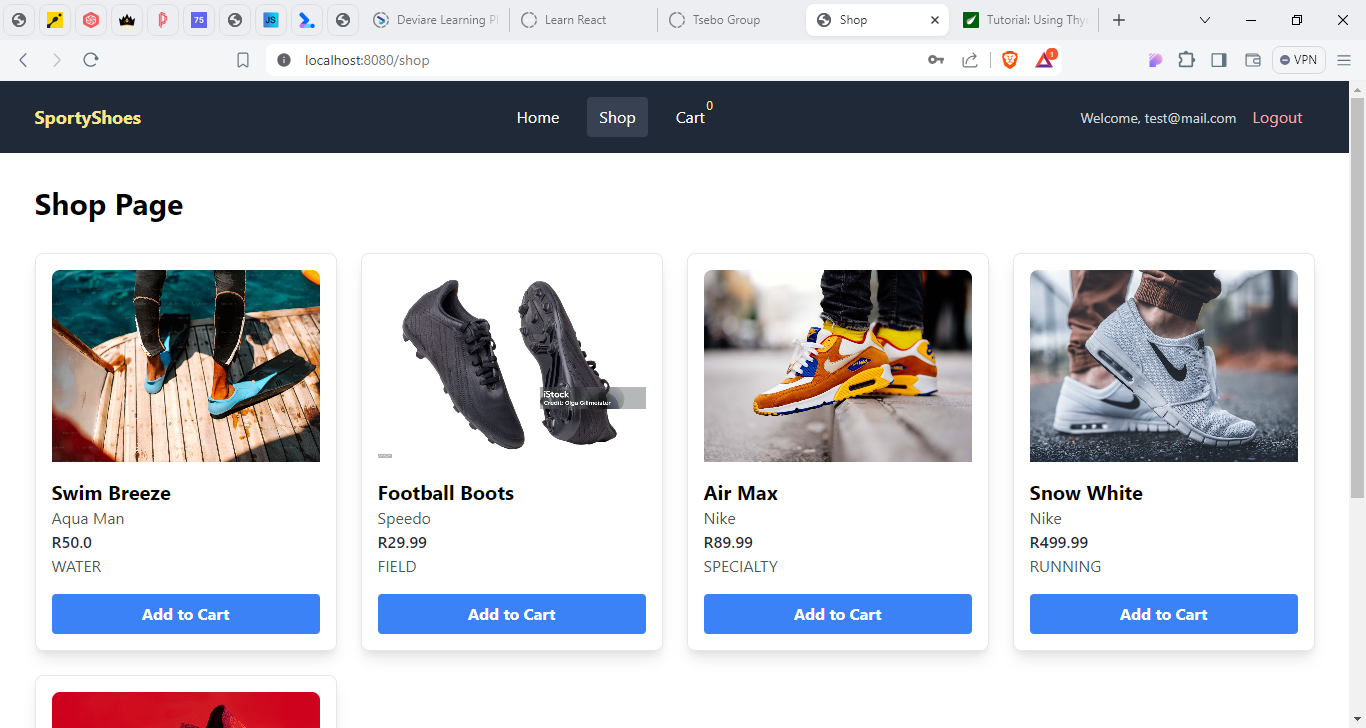 75
JS
Deviare Learning Pl
Learn React
Tsebo Group
Shop
Tutorial: Using Thy
localhost:8080/shop
1
VPN
SportyShoes
Home
Shop
Cart
0
Welcome, test@mail.com
Logout
Shop Page
iStock
Credit: Olga Gillmeister
Swim Breeze
Aqua Man
R50.0
WATER
Add to Cart
Football Boots
Speedo
R29.99
FIELD
Add to Cart
Air Max
Nike
R89.99
SPECIALTY
Add to Cart
Snow White
Nike
R499.99
RUNNING
Add to Cart